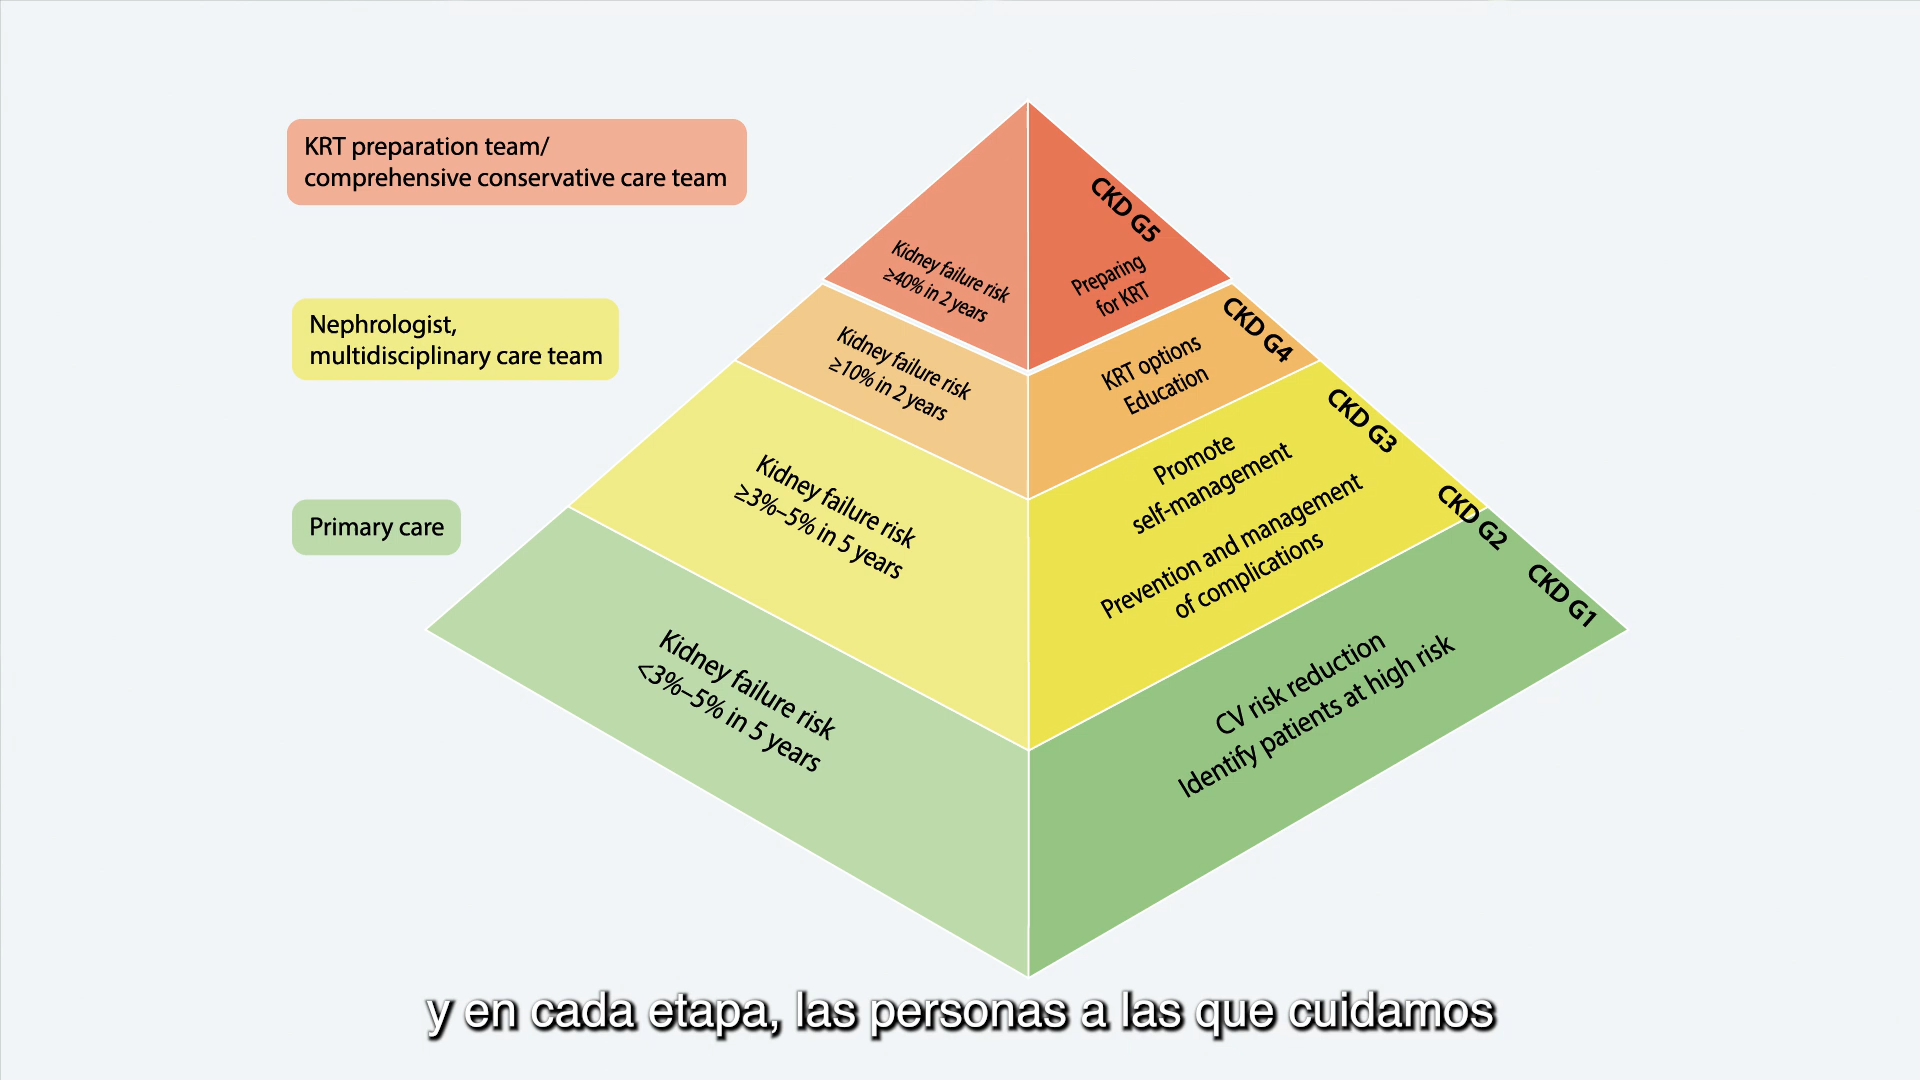 KRT preparation team/
comprehensive conservative care team
Nephrologist,
multidisciplinary care team
Primary care
Kidney failure risk
≥40% in 2 years
CKD G5
Preparing
for KRT
Kidney failure risk
≥10% in 2 years
CKD G4
KRT options
Education
Kidney failure risk
≥3%–5% in 5 years
CKD G3
Promote
self-management
Prevention and management
of complications
CKD G2
Kidney failure risk
<3%–5% in 5 years
CKD G1
CV risk reduction
Identify patients at high risk
y en cada etapa, las personas a las que cuidamos